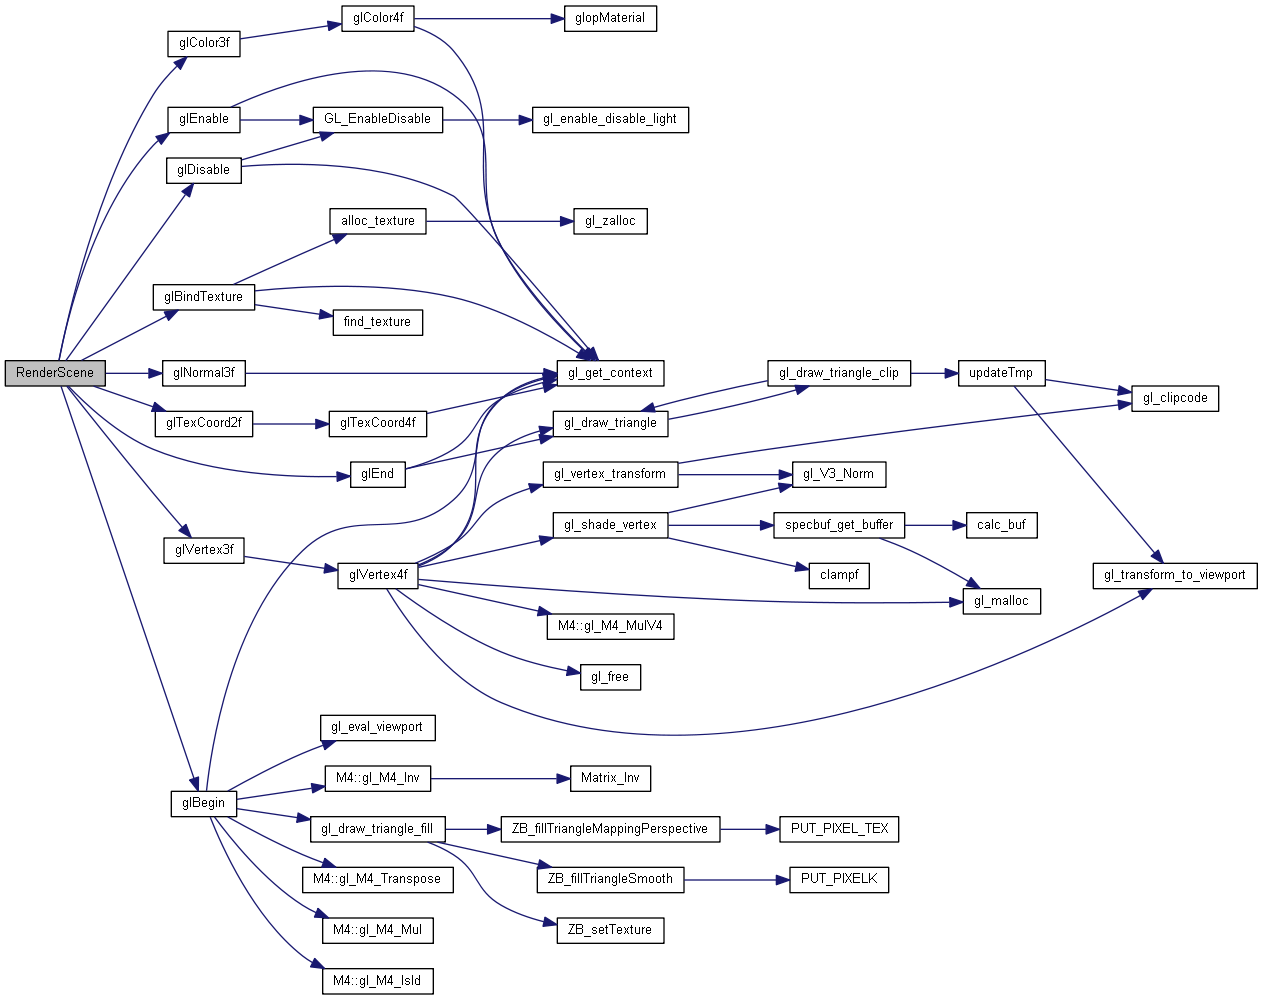 glColor4f
glopMaterial
glColor3f
glEnable
GL_EnableDisable
gl_enable_disable_light
glDisable
alloc_texture
gl_zalloc
glBindTexture
find_texture
RenderScene
glNormal3f
gl_get_context
gl_draw_triangle_clip
updateTmp
gl_clipcode
glTexCoord2f
glTexCoord4f
gl_draw_triangle
glEnd
gl_vertex_transform
gl_V3_Norm
gl_shade_vertex
specbuf_get_buffer
calc_buf
glVertex3f
glVertex4f
clampf
gl_transform_to_viewport
gl_malloc
M4::gl_M4_MulV4
gl_free
gl_eval_viewport
M4::gl_M4_Inv
Matrix_Inv
glBegin
gl_draw_triangle_fill
ZB_fillTriangleMappingPerspective
PUT_PIXEL_TEX
M4::gl_M4_Transpose
ZB_fillTriangleSmooth
PUT_PIXELK
M4::gl_M4_Mul
ZB_setTexture
M4::gl_M4_IsId